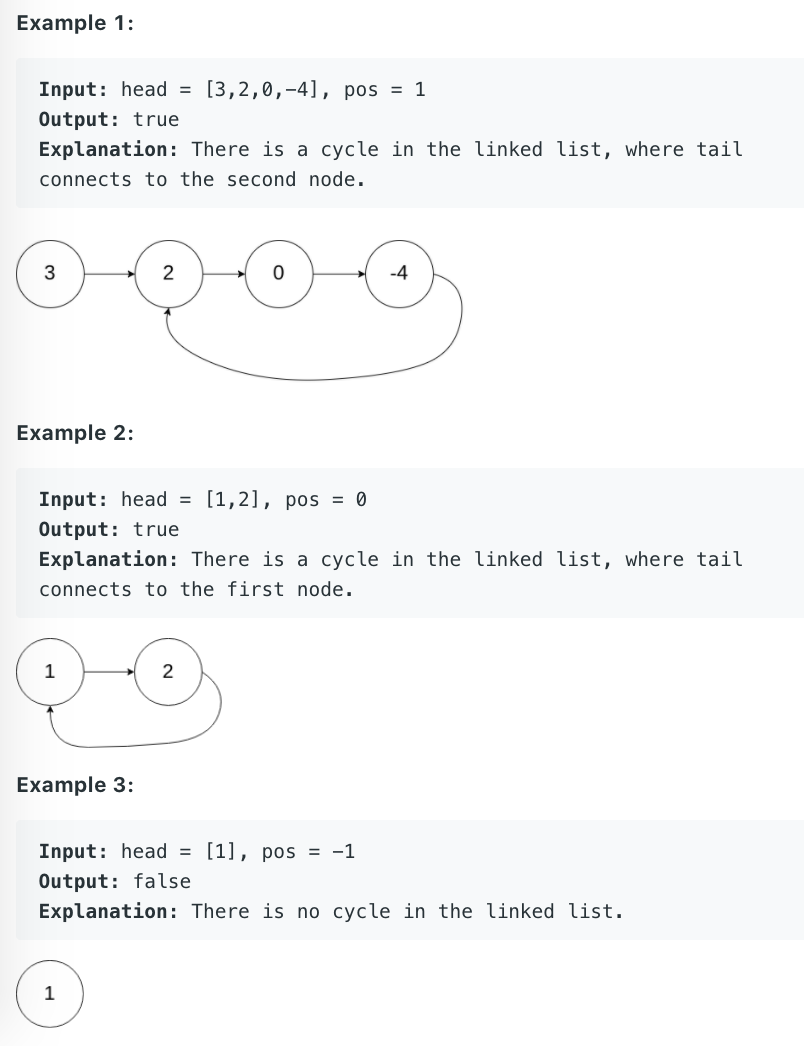 Example 1:
Input: head = [3,2,0,−4], pos = 1
Output: true
Explanation: There is a cycle in the linked list, where tail
connects to the second node.
3 2 0 -4
Example 2:
Input: head = [1,2], pos = 0
Output: true
Explanation: There is a cycle in the linked list, where tail
connects to the first node.
1 2
Example 3:
Input: head = [1], pos = −1
Output: false
Explanation: There is no cycle in the linked list.
1